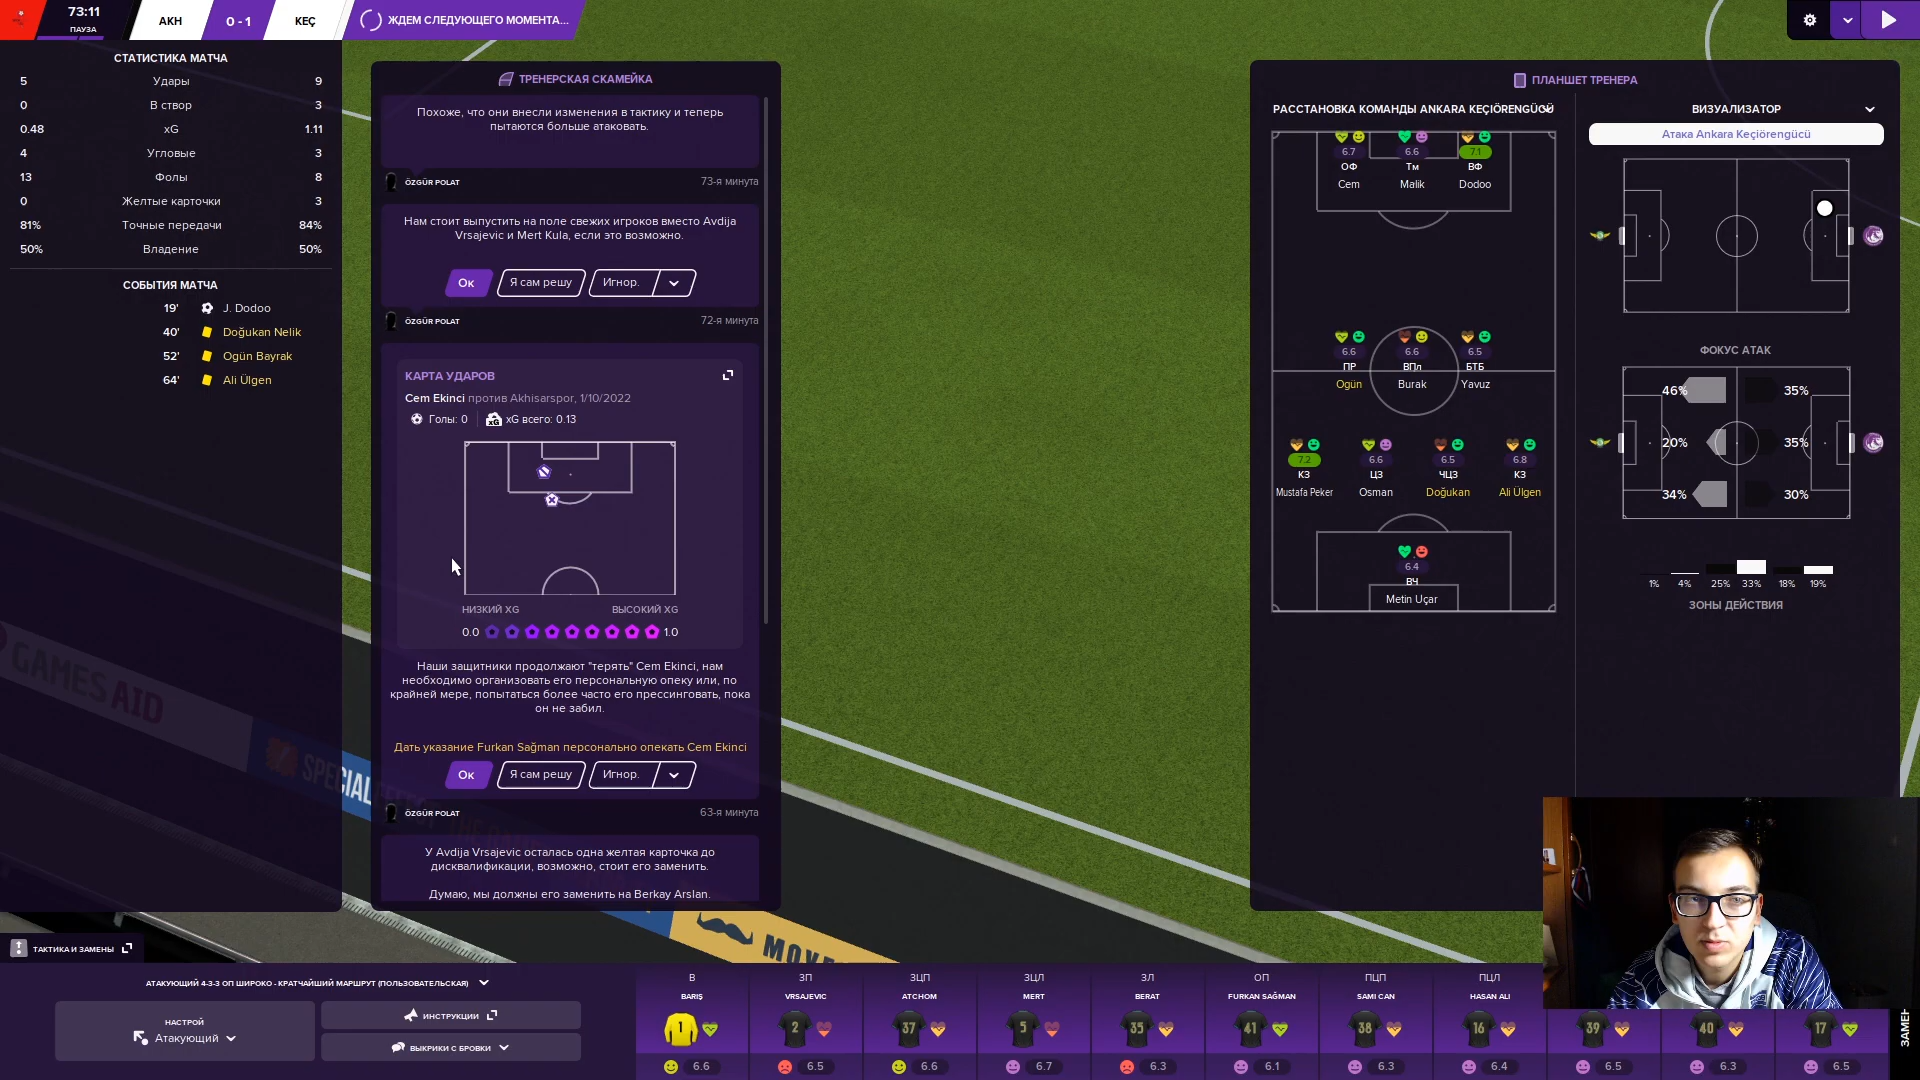 73:11
ПАУЗА
АКН
0 - 1
KEÇ
ЖДЕМ СЛЕДУЮЩЕГО МОМЕНТА...
СТАТИСТИКА МАТЧА
5 Удары 9
0 В створ 3
0.48 xG 1.11
4 Угловые 3
13 Фолы 8
0 Желтые карточки 3
81% Точные передачи 84%
50% Владение 50%
СОБЫТИЯ МАТЧА
19' J. Dodoo
40' Doğukan Nelik
52' Ogün Bayrak
64' Ali Ülgen
ТРЕНЕРСКАЯ СКАМЕЙКА
Похоже, что они внесли изменения в тактику и теперь
пытаются больше атаковать.
ÖZGÜR POLAT 73-я минута
Нам стоит выпустить на поле свежих игроков вместо Avdija
Vrsajevic и Mert Kula, если это возможно.
Ок Я сам решу Игнор.
ÖZGÜR POLAT 72-я минута
КАРТА УДАРОВ
Cem Ekinci против Akhisarspor, 1/10/2022
Голы: 0 xG xG всего: 0.13
НИЗКИЙ XG ВЫСОКИЙ XG
0.0 1.0
Наши защитники продолжают "терять" Cem Ekinci, нам
необходимо организовать его персональную опеку или, по
крайней мере, попытаться более часто его прессинговать, пока
он не забил.
Дать указание Furkan Sağman персонально опекать Cem Ekinci
Ок Я сам решу Игнор.
ÖZGÜR POLAT 63-я минута
У Avdija Vrsajevic осталась одна желтая карточка до
дисквалификации, возможно, стоит его заменить.
Думаю, мы должны его заменить на Berkay Arslan.
ПЛАНШЕТ ТРЕНЕРА
РАССТАНОВКА КОМАНДЫ ANKARA KEÇIÖRENGÜCÜ
6.7 6.6 7.1
ОФ Тм ВФ
Cem Malik Dodoo
6.6 6.6 6.5
ПР ВПл БТБ
Ogün Burak Yavuz
7.2 6.6 6.5 6.8
КЗ ЦЗ ЧЦЗ КЗ
Mustafa Peker Osman Doğukan Ali Ülgen
6.4
ВЧ
Metin Uçar
ВИЗУАЛИЗАТОР
Атака Ankara Keçiörengücü
ФОКУС АТАК
46% 35%
20% 35%
34% 30%
1% 4% 25% 33% 18% 19%
ЗОНЫ ДЕЙСТВИЯ
GAMESAID
SPECIAL
MOV
ТАКТИКА И ЗАМЕНЫ
АТАКУЮЩИЙ 4-3-3 ОП ШИРОКО - КРАТЧАЙШИЙ МАРШРУТ (ПОЛЬЗОВАТЕЛЬСКАЯ)
НАСТРОЙ
Атакующий
ИНСТРУКЦИИ
ВЫКРИКИ С БРОВКИ
В ЗП ЗЦП ЗЦЛ ЗЛ ОП ПЦП ПЦЛ
BARIŞ VRSAJEVIC ATCHOM MERT BERAT FURKAN SAĞMAN SAMI CAN HASAN ALI
1 2 37 5 35 41 38 16 39 40 17
6.6 6.5 6.6 6.7 6.3 6.1 6.3 6.4 6.5 6.3 6.5
ЗАМЕН